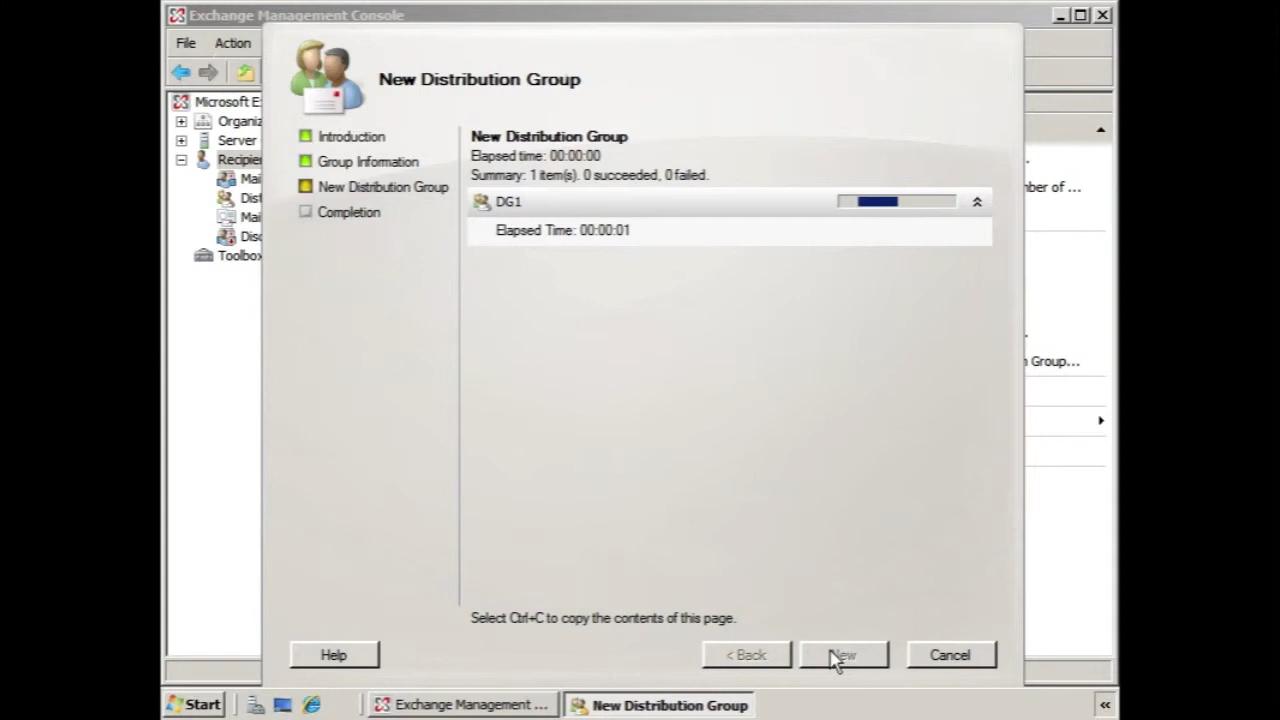 Exchange Management Console
File Action
New Distribution Group
Microsoft E
Organiz
Server
Recipie
Mai
Dist
Mai
Disc
Toolbox
Introduction
Group Information
New Distribution Group
Completion
New Distribution Group
Elapsed time: 00:00:00
Summary: 1 item(s). 0 succeeded, 0 failed.
DG1
Elapsed Time: 00:00:01
mber of ...
n Group...
Select Ctrl+C to copy the contents of this page.
Help
< Back
New
Cancel
Start
Exchange Management ...
New Distribution Group